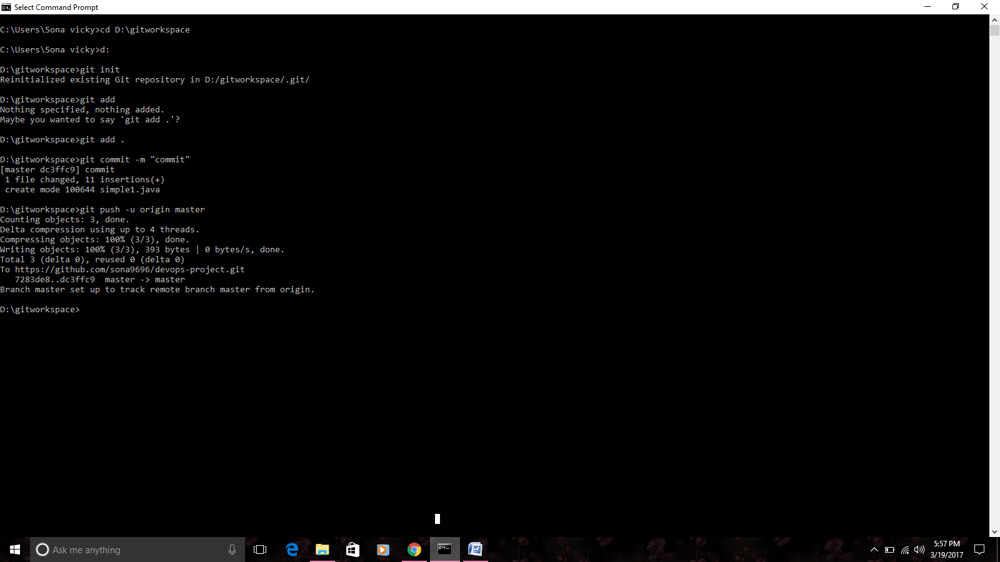 Select Command Prompt
C:\Users\Sona vicky>cd D:\gitworkspace
C:\Users\Sona vicky>d:
D:\gitworkspace>git init
Reinitialized existing Git repository in D:/gitworkspace/.git/
D:\gitworkspace>git add
Nothing specified, nothing added.
Maybe you wanted to say 'git add .'?
D:\gitworkspace>git add .
D:\gitworkspace>git commit -m "commit"
[master dc3ffc9] commit
 1 file changed, 11 insertions(+)
 create mode 100644 simple1.java
D:\gitworkspace>git push -u origin master
Counting objects: 3, done.
Delta compression using up to 4 threads.
Compressing objects: 100% (3/3), done.
Writing objects: 100% (3/3), 393 bytes | 0 bytes/s, done.
Total 3 (delta 0), reused 0 (delta 0)
To https://github.com/sona9696/devops-project.git
   7283de8..dc3ffc9  master -> master
Branch master set up to track remote branch master from origin.
D:\gitworkspace>
Ask me anything
5:57 PM
3/19/2017